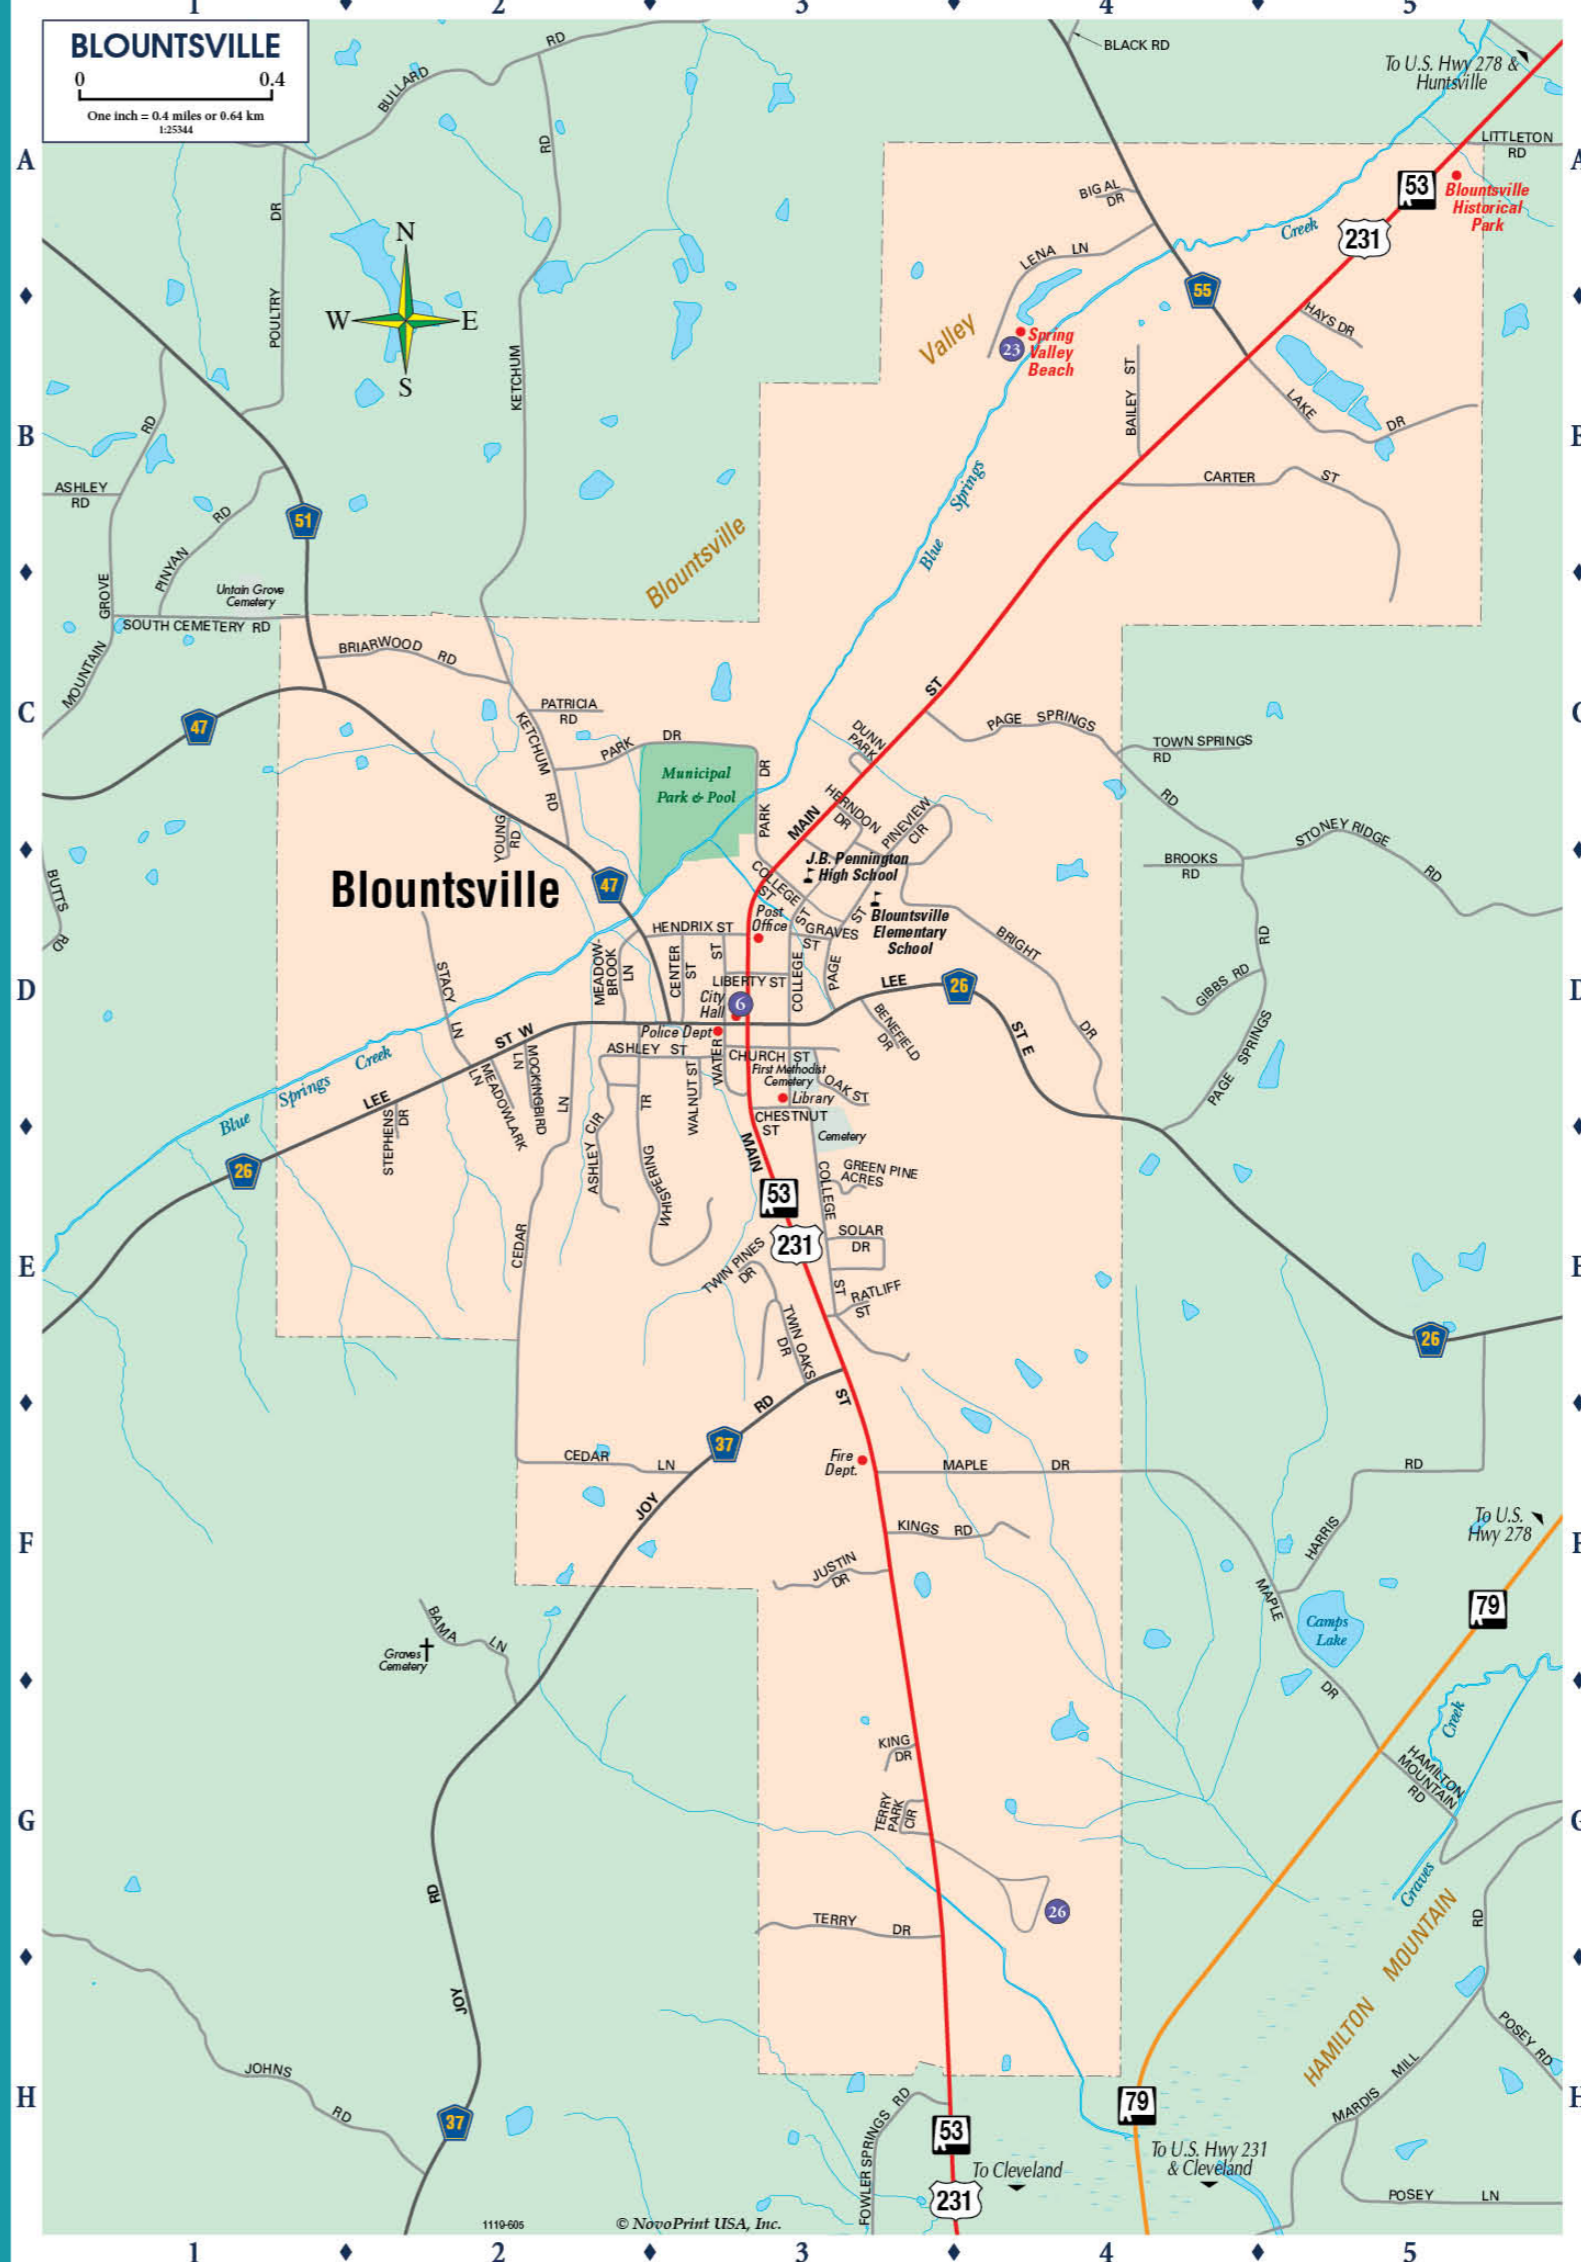 1 2 3 4 5
BLOUNTSVILLE
0 0.4
One inch = 0.4 miles or 0.64 km
1:25344
BULLARD RD
BLACK RD
To U.S. Hwy 278 &
Huntsville
LITTLETON
RD
A A
53
Blountsville
Historical
Park
231
BIG AL
DR
Creek
LENA LN
55
POULTRY DR
RD
KETCHUM
N
W E
S
HAYS DR
Valley
23
Spring
Valley
Beach
BAILEY ST
LAKE DR
B B
RD
ASHLEY
RD
CARTER ST
51
PINYAN RD
Blue Springs
Blountsville
GROVE
MOUNTAIN
Untain Grove
Cemetery
SOUTH CEMETERY RD
BRIARWOOD RD
ST
C C
47
PATRICIA
RD
KETCHUM RD
PARK DR
DUNN
PARK
PAGE SPRINGS
TOWN SPRINGS
RD
RD
Municipal
Park & Pool
PARK DR
MAIN
HERNDON
DR
PINEVIEW
CIR
YOUNG
RD
STONEY RIDGE RD
BROOKS
RD
BUTTS RD
Blountsville
47
COLLEGE
ST
J.B. Pennington
High School
Post
Office
Blountsville
Elementary
School
HENDRIX ST
ST
ST
GRAVES
ST
ST
BRIGHT DR
RD
STACY LN
MEADOW-
BROOK
LN
CENTER
ST
LIBERTY ST
COLLEGE
PAGE
LEE
26
GIBBS RD
D D
City
Hall
6
Police Dept
BENEFIELD
DR
ST E
PAGE SPRINGS
ST W
ASHLEY ST
WATER
CHURCH ST
First Methodist
Cemetery
OAK ST
Library
CHESTNUT
ST
Cemetery
Blue Springs Creek
LEE
STEPHENS
DR
LN
MEADOWLARK
LN
MOCKINGBIRD
LN
CEDAR
ASHLEY CIR
TR
WHISPERING
WALNUT ST
MAIN
26
53
231
COLLEGE
GREEN PINE
ACRES
SOLAR
DR
E E
TWIN PINES
DR
ST
RATLIFF
ST
TWIN OAKS
DR
26
RD
ST
37
CEDAR LN
Fire
Dept.
MAPLE DR
RD
JOY
F F
KINGS RD
JUSTIN
DR
HARRIS
To U.S.
Hwy 278
79
MAPLE
Camps
Lake
BAMA LN
Graves
Cemetery
DR
Creek
KING
DR
HAMILTON
MOUNTAIN
RD
TERRY
PARK
CIR
G G
Graves
RD
26
TERRY DR
RD
HAMILTON MOUNTAIN
JOY
POSEY RD
JOHNS RD
MARDIS MILL
H H
37
FOWLER SPRINGS RD
53
79
To Cleveland
To U.S. Hwy 231
& Cleveland
231
POSEY LN
1119-605
© NovoPrint USA, Inc.
1 2 3 4 5